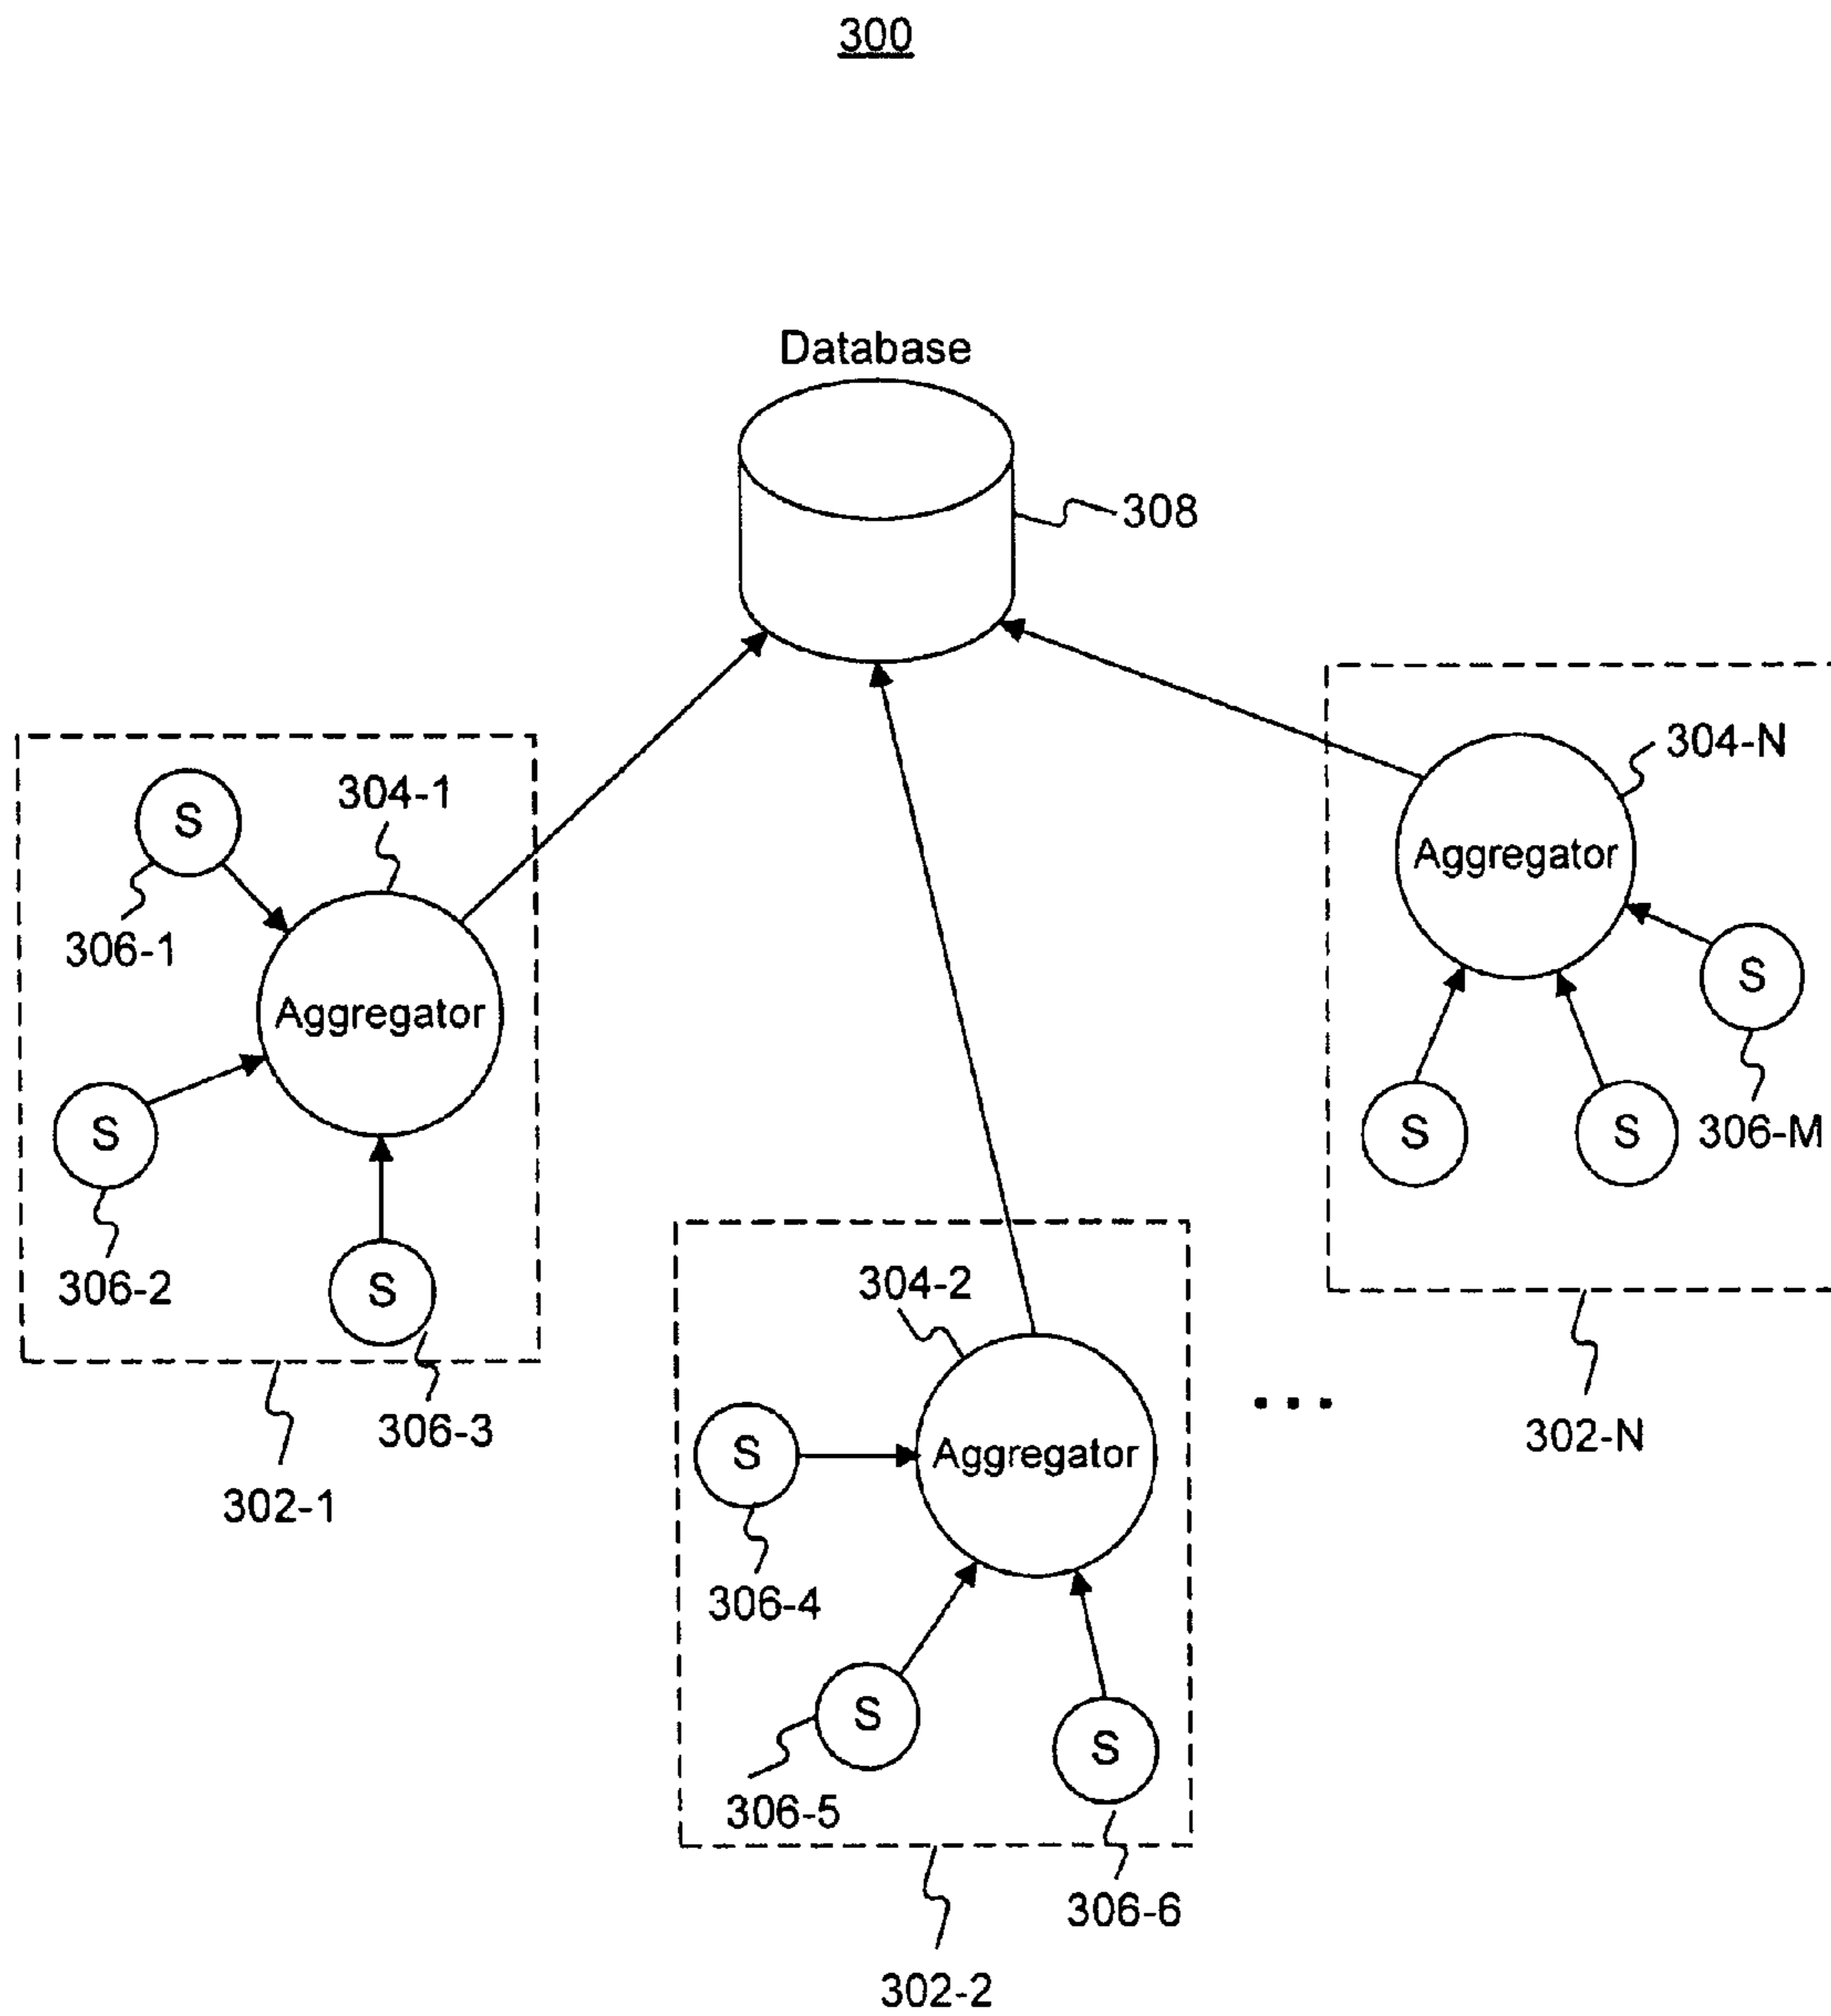 300
Database
308
304-N
304-1
S
Aggregator
306-1
S
Aggregator
S
S
S
306-M
306-2
S
304-2
302-N
306-3
S
Aggregator
302-1
306-4
S
S
306-5
306-6
302-2